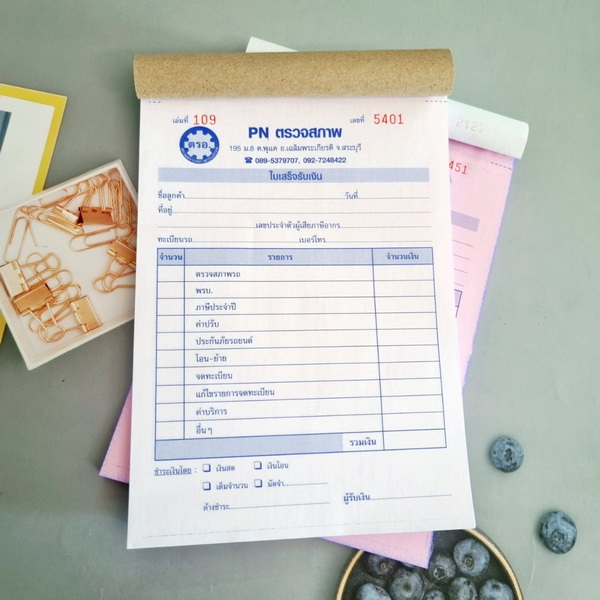 เล่มที่ 109 เลขที่ 5401
ตรอ.
PN ตรวจสภาพ
195 ม.8 ต.พุแค อ.เฉลิมพระเกียรติ จ.สระบุรี
☎ 089-5379707, 092-7248422
ใบเสร็จรับเงิน
ชื่อลูกค้า วันที่
ที่อยู่
เลขประจำตัวผู้เสียภาษีอากร
ทะเบียนรถ เบอร์โทร
จำนวน รายการ จำนวนเงิน
ตรวจสภาพรถ
พรบ.
ภาษีประจำปี
ค่าปรับ
ประกันภัยรถยนต์
โอน-ย้าย
จดทะเบียน
แก้ไขรายการจดทะเบียน
ค่าบริการ
อื่นๆ
รวมเงิน
ชำระเงินโดย : ☐ เงินสด ☐ เงินโอน
☐ เต็มจำนวน ☐ มัดจำ
ค้างชำระ ผู้รับเงิน
451